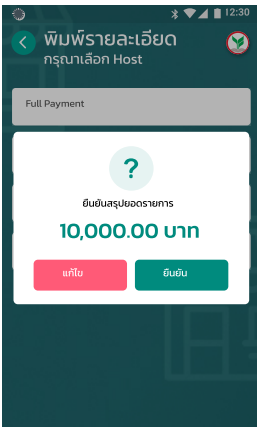 12:30
พิมพ์รายละเอียด
กรุณาเลือก Host
Full Payment
?
ยืนยันสรุปยอดรายการ
10,000.00 บาท
แก้ไข
ยืนยัน